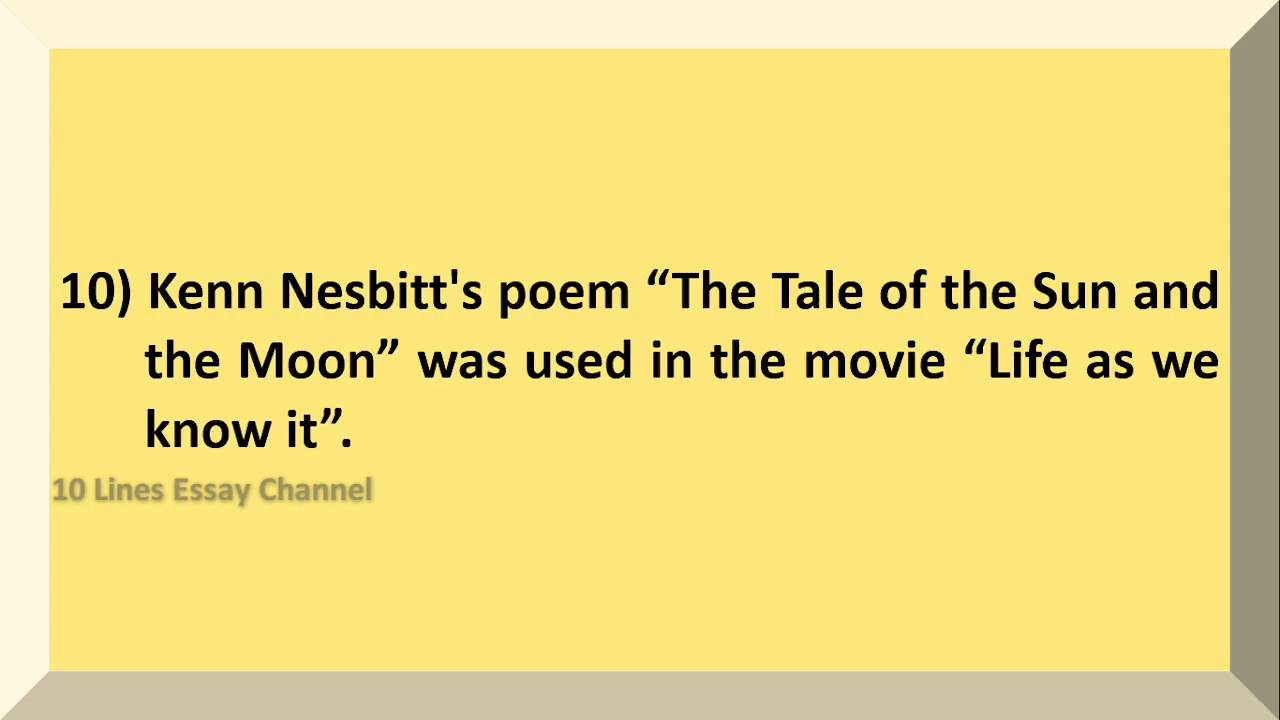 10) Kenn Nesbitt's poem “The Tale of the Sun and
the Moon” was used in the movie “Life as we
know it”.
10 Lines Essay Channel